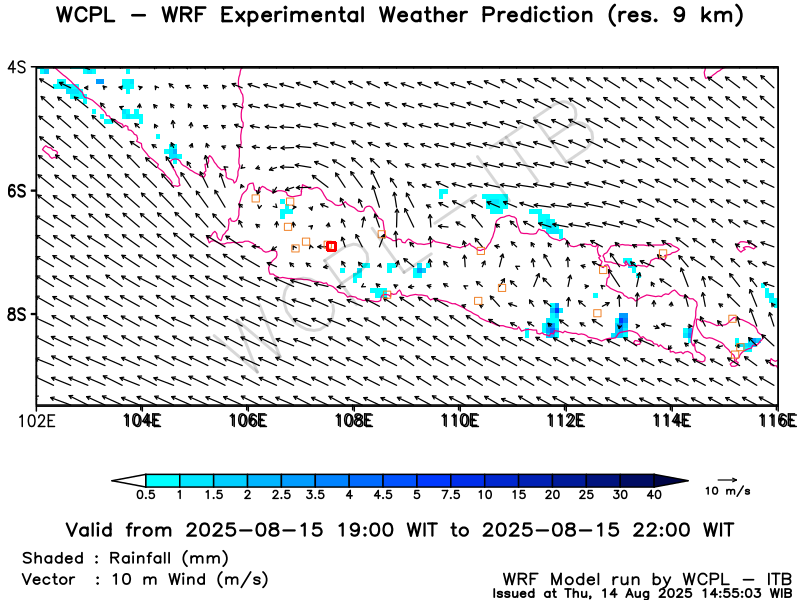 WCPL – WRF Experimental Weather Prediction (res. 9 km)
4S
6S
8S
102E 104E 106E 108E 110E 112E 114E 116E
WCPL-ITB
0.5 1 1.5 2 2.5 3.5 4 4.5 5 7.5 10 15 20 25 30 40
10 m/s
Valid from 2025-08-15 19:00 WIT to 2025-08-15 22:00 WIT
Shaded : Rainfall (mm)
Vector : 10 m Wind (m/s)
WRF Model run by WCPL – ITB
Issued at Thu, 14 Aug 2025 14:55:03 WIB